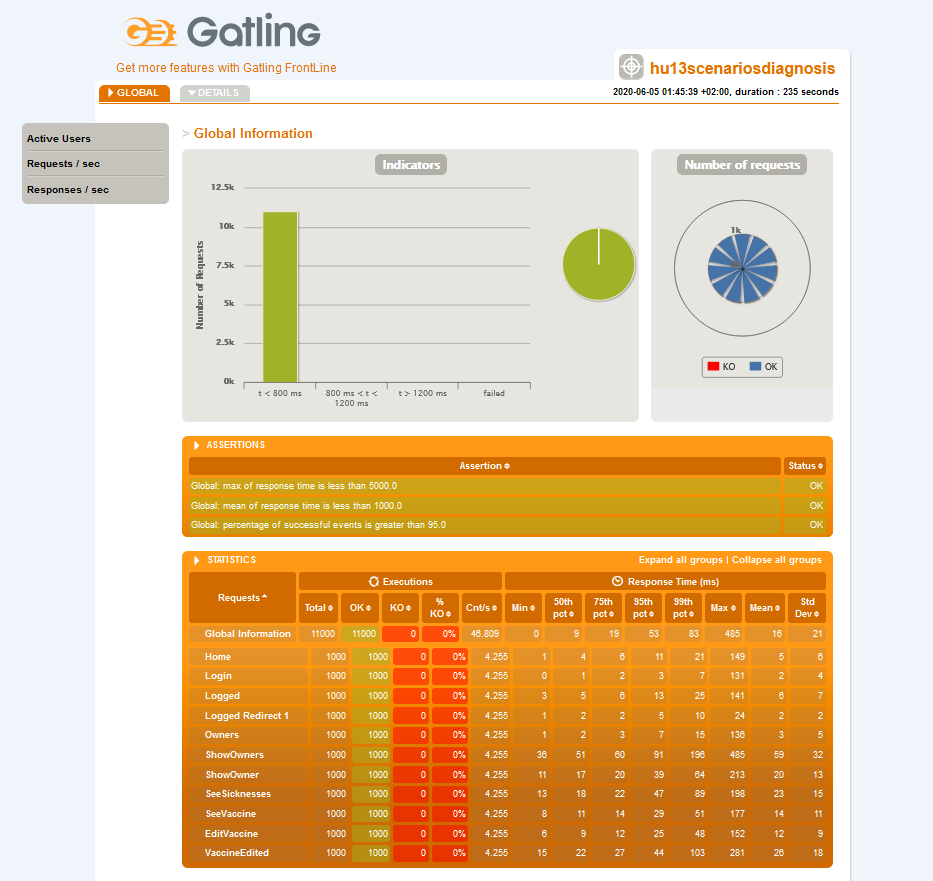 Gatling
Get more features with Gatling FrontLine
hu13scenariosdiagnosis
GLOBAL DETAILS
2020-06-05 01:45:39 +02:00, duration : 235 seconds
Active Users
Requests / sec
Responses / sec
> Global Information
Indicators
Number of Requests
12.5k
10k
7.5k
5k
2.5k
0k
t < 800 ms
800 ms < t <
1200 ms
t > 1200 ms
failed
Number of requests
1k
KO OK
ASSERTIONS
Assertion Status
Global: max of response time is less than 5000.0 OK
Global: mean of response time is less than 1000.0 OK
Global: percentage of successful events is greater than 95.0 OK
STATISTICS Expand all groups | Collapse all groups
Requests Executions Response Time (ms)
Total OK KO % KO Cnt/s Min 50th pct 75th pct 95th pct 99th pct Max Mean Std Dev
Global Information 11000 11000 0 0% 46.809 0 9 19 53 83 485 16 21
Home 1000 1000 0 0% 4.255 1 4 6 11 21 149 5 6
Login 1000 1000 0 0% 4.255 0 1 2 3 7 131 2 4
Logged 1000 1000 0 0% 4.255 3 5 6 13 25 141 6 7
Logged Redirect 1 1000 1000 0 0% 4.255 1 2 2 5 10 24 2 2
Owners 1000 1000 0 0% 4.255 1 2 3 7 15 136 3 5
ShowOwners 1000 1000 0 0% 4.255 36 51 60 91 196 485 59 32
ShowOwner 1000 1000 0 0% 4.255 11 17 20 39 64 213 20 13
SeeSicknesses 1000 1000 0 0% 4.255 13 18 22 47 89 198 23 15
SeeVaccine 1000 1000 0 0% 4.255 8 11 14 29 51 177 14 11
EditVaccine 1000 1000 0 0% 4.255 6 9 12 25 48 152 12 9
VaccineEdited 1000 1000 0 0% 4.255 15 22 27 44 103 281 26 18